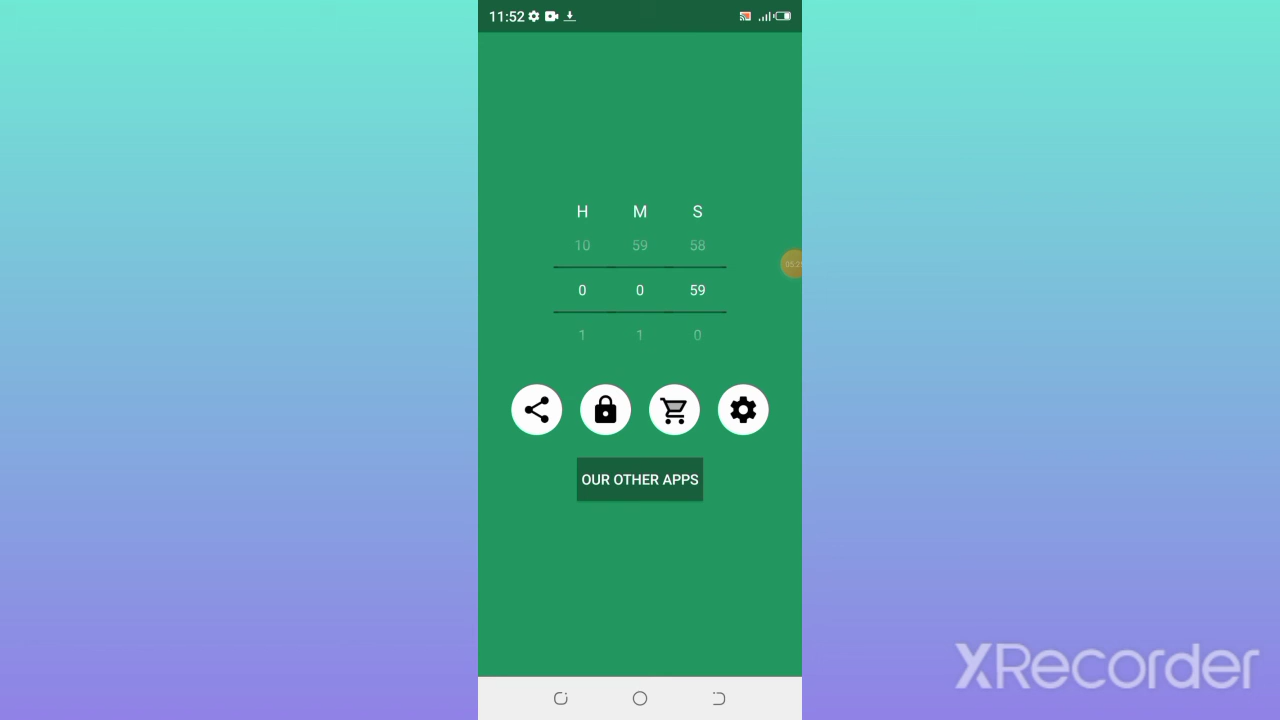 11:52
H M S
10 59 58
0 0 59
1 1 0
OUR OTHER APPS
XRecorder